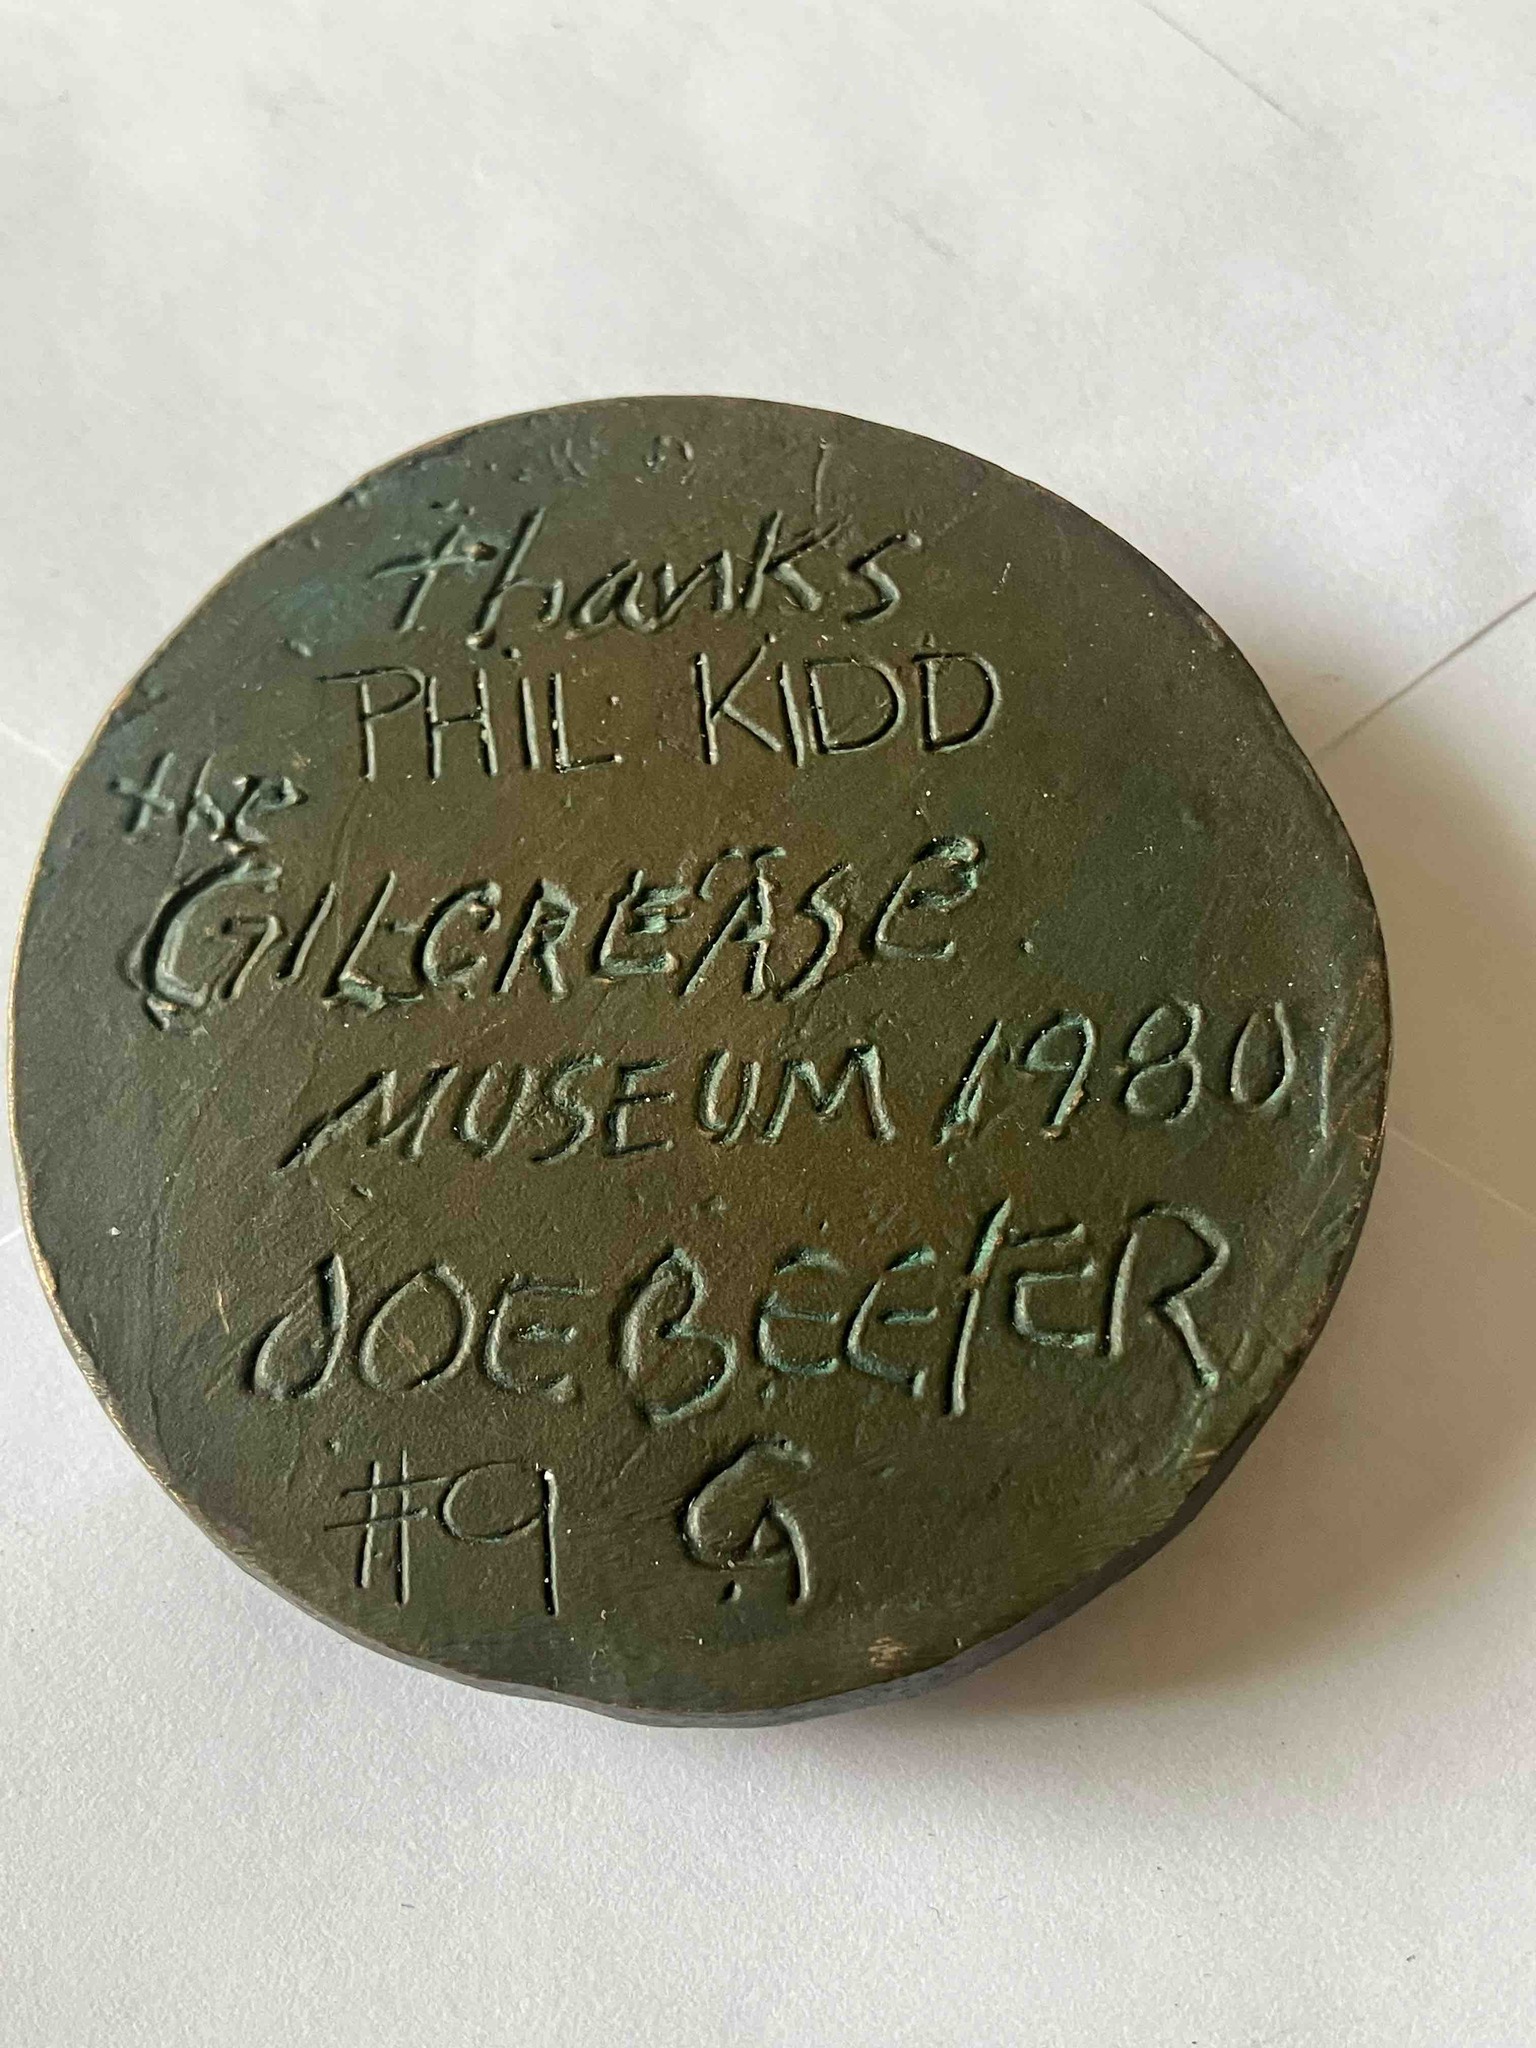 thanks
PHIL KIDD
the
GILCREASE
MUSEUM 1980
JOE BEELER
#9 G